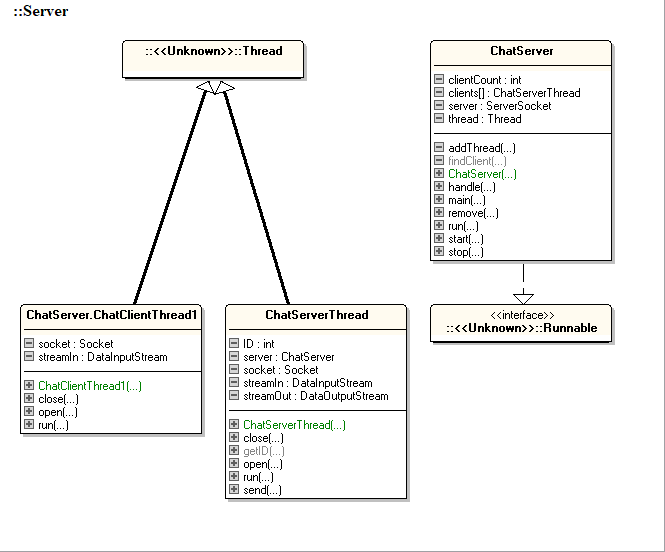 ::Server
::<<Unknown>>::Thread
ChatServer
clientCount : int
clients[] : ChatServerThread
server : ServerSocket
thread : Thread
addThread(...)
findClient(...)
ChatServer(...)
handle(...)
main(...)
remove(...)
run(...)
start(...)
stop(...)
ChatServer.ChatClientThread1
socket : Socket
streamIn : DataInputStream
ChatClientThread1(...)
close(...)
open(...)
run(...)
ChatServerThread
ID : int
server : ChatServer
socket : Socket
streamIn : DataInputStream
streamOut : DataOutputStream
ChatServerThread(...)
close(...)
getID(...)
open(...)
run(...)
send(...)
<<interface>>
::<<Unknown>>::Runnable